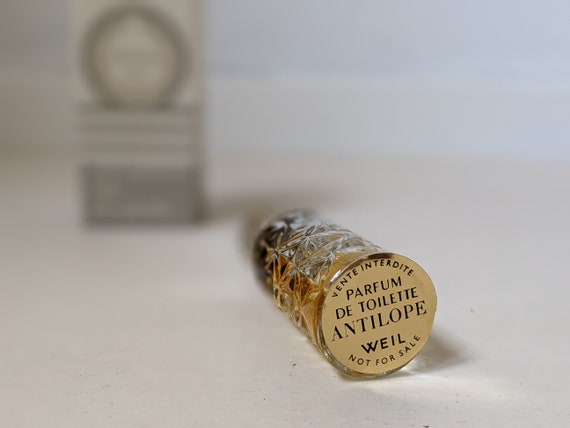 VENTE INTERDITE
PARFUM
DE TOILETTE
ANTILOPE
WEIL
NOT FOR SALE